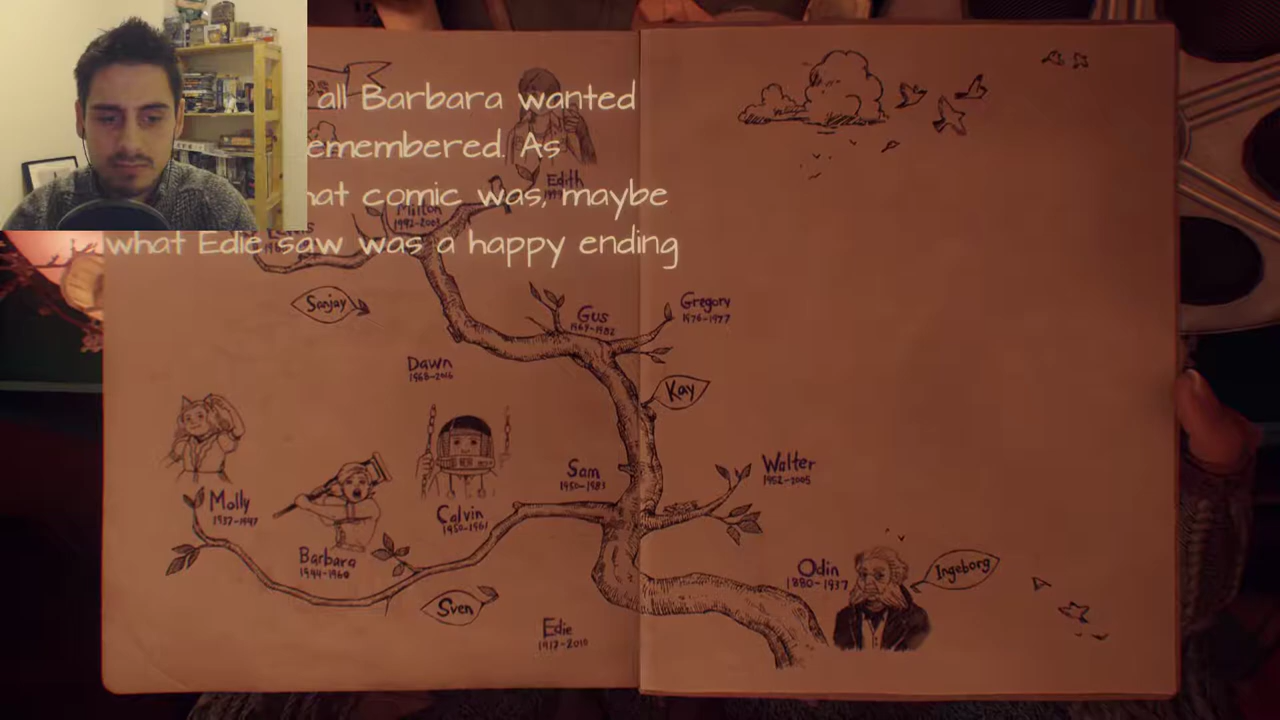 all Barbara wanted
emembered. As
hat comic was, maybe
what Edie saw was a happy ending
Edith
Milton
1992-2003
Sanjay
Gus
1969-1982
Gregory
1976-1977
Dawn
1968-2016
Kay
Sam
1950-1983
Walter
1952-2005
Molly
1937-1947
Calvin
1950-1961
Barbara
1944-1960
Odin
1880-1937
Ingeborg
Sven
Edie
1917-2010